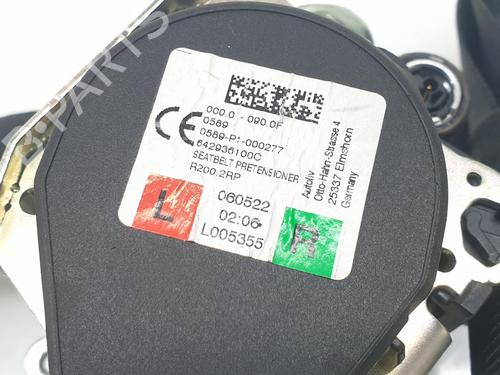 000.0 - 090.0F
0589
CE
0589-P1-000277
642936100C
SEATBELT PRETENSIONER
R200.2RP
Autoliv
Otto-Hahn-Strasse 4
25337 Elmshorn
Germany
L
060522
02:06
L005355
R
B-PARTS